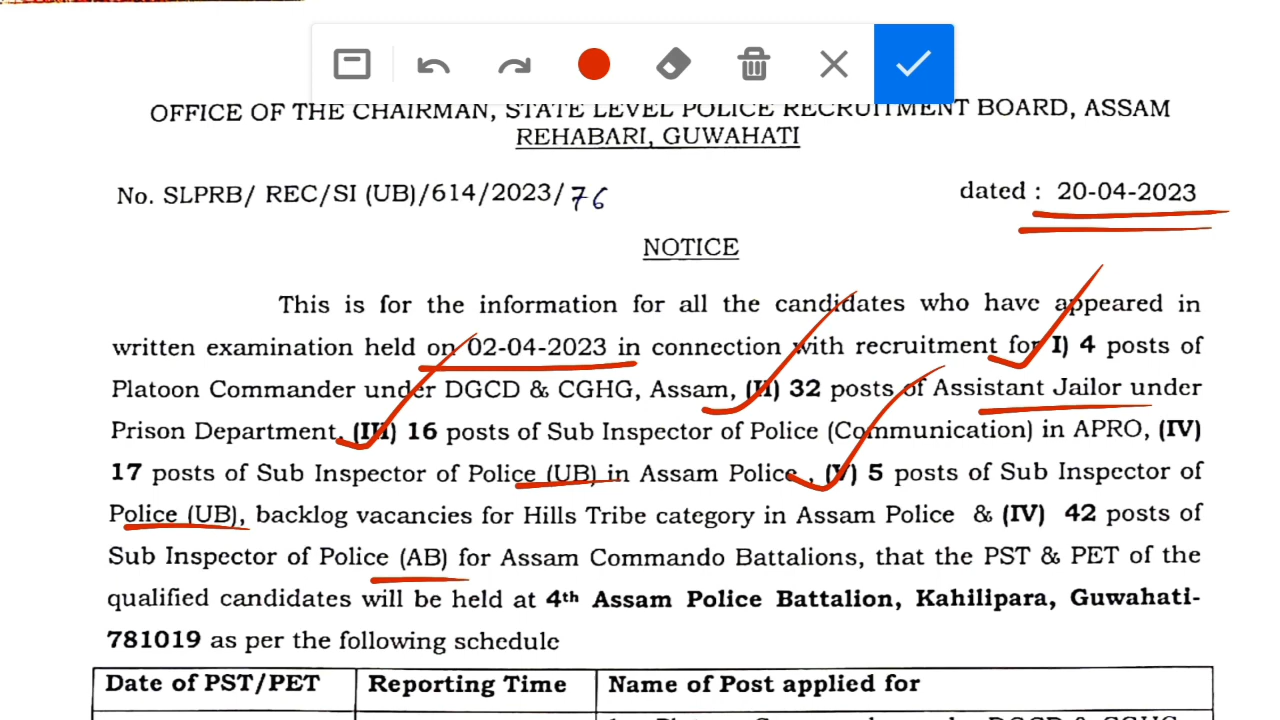 OFFICE OF THE CHAIRMAN, STATE LEVEL POLICE RECRUITMENT BOARD, ASSAM
REHABARI, GUWAHATI
No. SLPRB/ REC/SI (UB)/614/2023/76
dated : 20-04-2023
NOTICE
This is for the information for all the candidates who have appeared in
written examination held on 02-04-2023 in connection with recruitment for I) 4 posts of
Platoon Commander under DGCD & CGHG, Assam, (II) 32 posts of Assistant Jailor under
Prison Department, (III) 16 posts of Sub Inspector of Police (Communication) in APRO, (IV)
17 posts of Sub Inspector of Police (UB) in Assam Police , (V) 5 posts of Sub Inspector of
Police (UB), backlog vacancies for Hills Tribe category in Assam Police & (IV) 42 posts of
Sub Inspector of Police (AB) for Assam Commando Battalions, that the PST & PET of the
qualified candidates will be held at 4th Assam Police Battalion, Kahilipara, Guwahati-
781019 as per the following schedule
Date of PST/PET
Reporting Time
Name of Post applied for